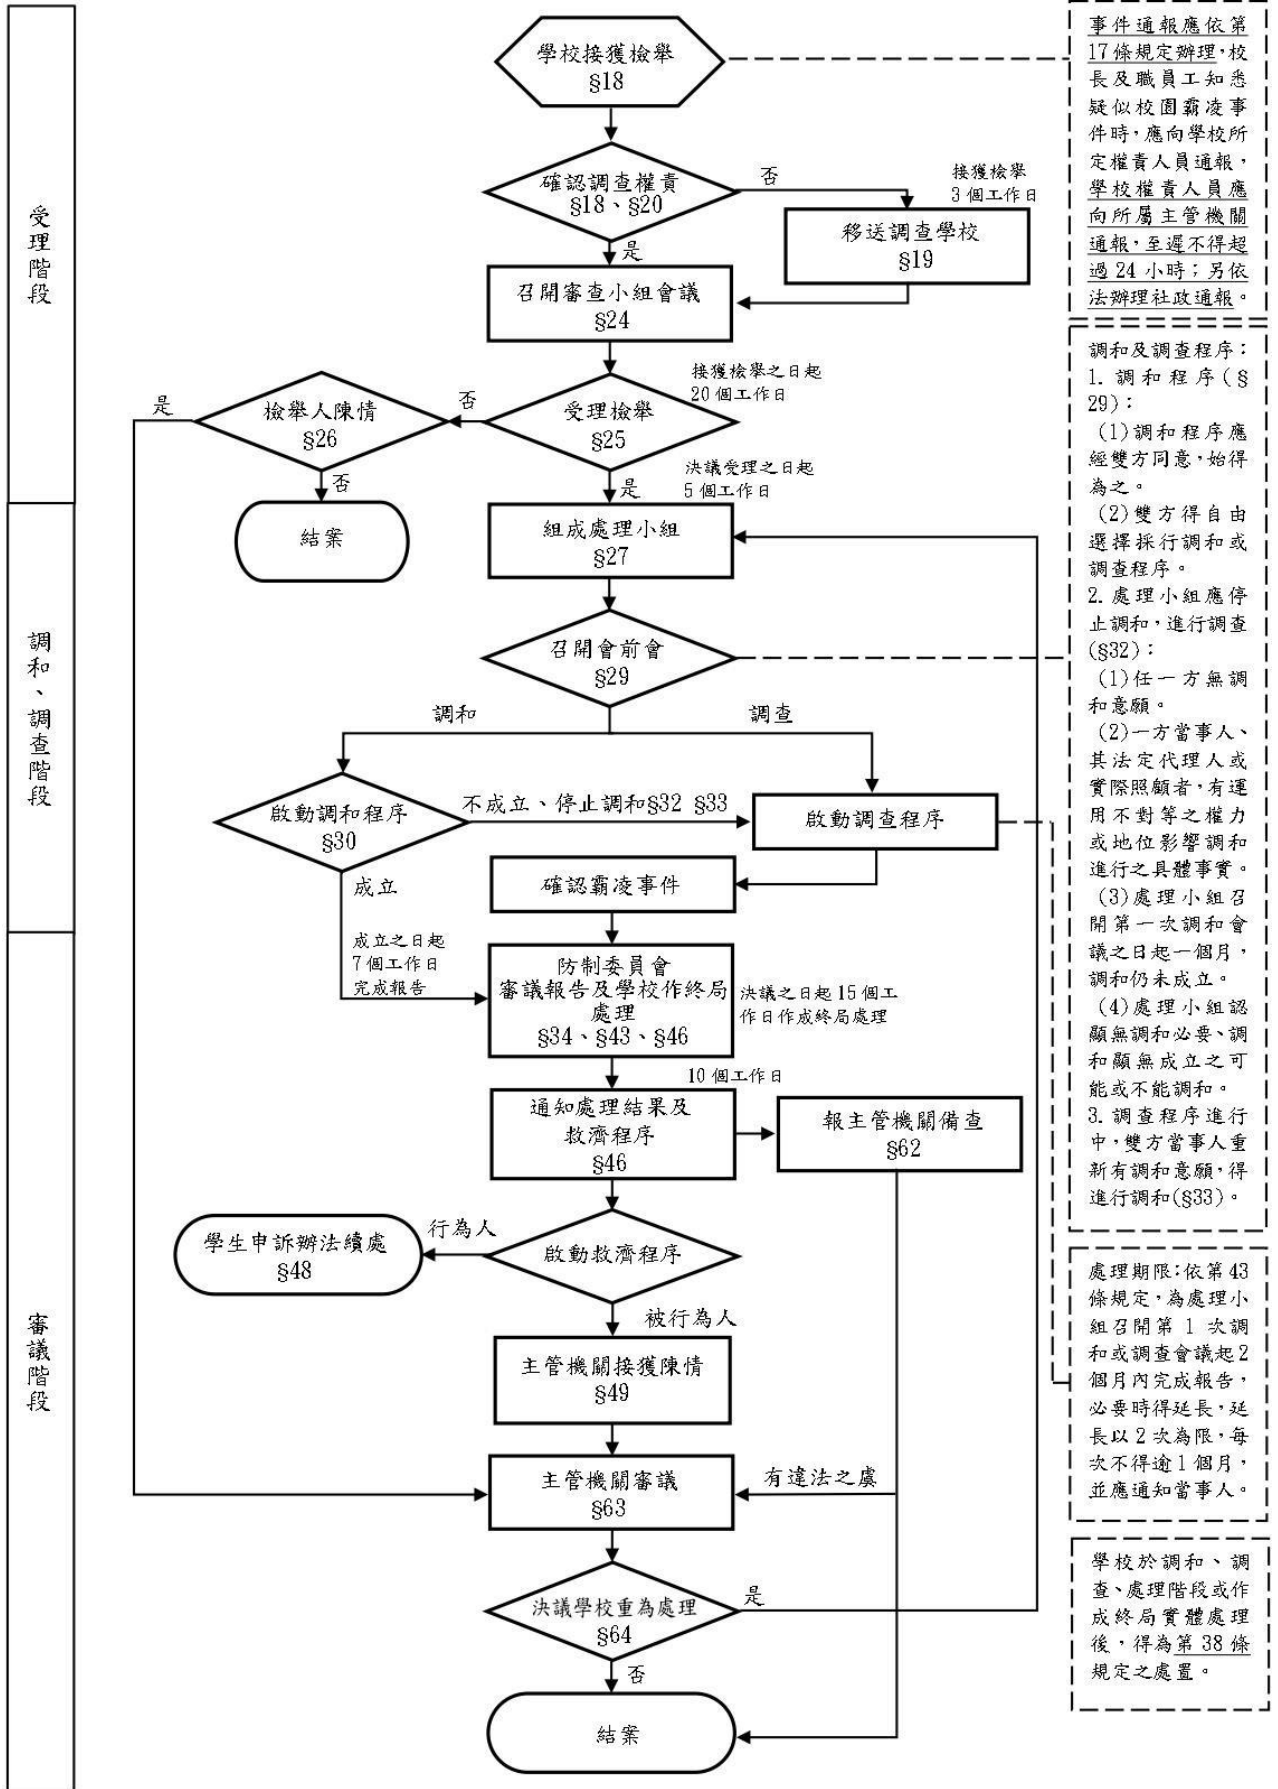 受理階段
調和、調查階段
審議階段
學校接獲檢舉
§18
確認調查權責
§18、§20
否
接獲檢舉
3 個工作日
移送調查學校
§19
是
召開審查小組會議
§24
接獲檢舉之日起
20 個工作日
受理檢舉
§25
否
檢舉人陳情
§26
是
否
結案
決議受理之日起
5 個工作日
是
組成處理小組
§27
召開會前會
§29
調和
調查
啟動調和程序
§30
不成立、停止調和§32 §33
啟動調查程序
成立
確認霸凌事件
成立之日起
7 個工作日
完成報告
防制委員會
審議報告及學校作終局
處理
§34、§43、§46
決議之日起 15 個工
作日作成終局處理
10 個工作日
通知處理結果及
救濟程序
§46
報主管機關備查
§62
啟動救濟程序
行為人
學生申訴辦法續處
§48
被行為人
主管機關接獲陳情
§49
主管機關審議
§63
有違法之虞
決議學校重為處理
§64
是
否
結案
事件通報應依第
17 條規定辦理，校
長及職員工知悉
疑似校園霸凌事
件時，應向學校所
定權責人員通報，
學校權責人員應
向所屬主管機關
通報，至遲不得超
過 24 小時；另依
法辦理社政通報。
調和及調查程序：
1. 調和程序(§
29)：
(1)調和程序應
經雙方同意，始得
為之。
(2)雙方得自由
選擇採行調和或
調查程序。
2. 處理小組應停
止調和，進行調查
(§32)：
(1)任一方無調
和意願。
(2)一方當事人、
其法定代理人或
實際照顧者，有運
用不對等之權力
或地位影響調和
進行之具體事實。
(3)處理小組召
開第一次調和會
議之日起一個月，
調和仍未成立。
(4)處理小組認
顯無調和必要、調
和顯無成立之可
能或不能調和。
3. 調查程序進行
中，雙方當事人重
新有調和意願，得
進行調和(§33)。
處理期限：依第 43
條規定，為處理小
組召開第 1 次調
和或調查會議起 2
個月內完成報告，
必要時得延長，延
長以 2 次為限，每
次不得逾 1 個月，
並應通知當事人。
學校於調和、調
查、處理階段或作
成終局實體處理
後，得為第 38 條
規定之處置。